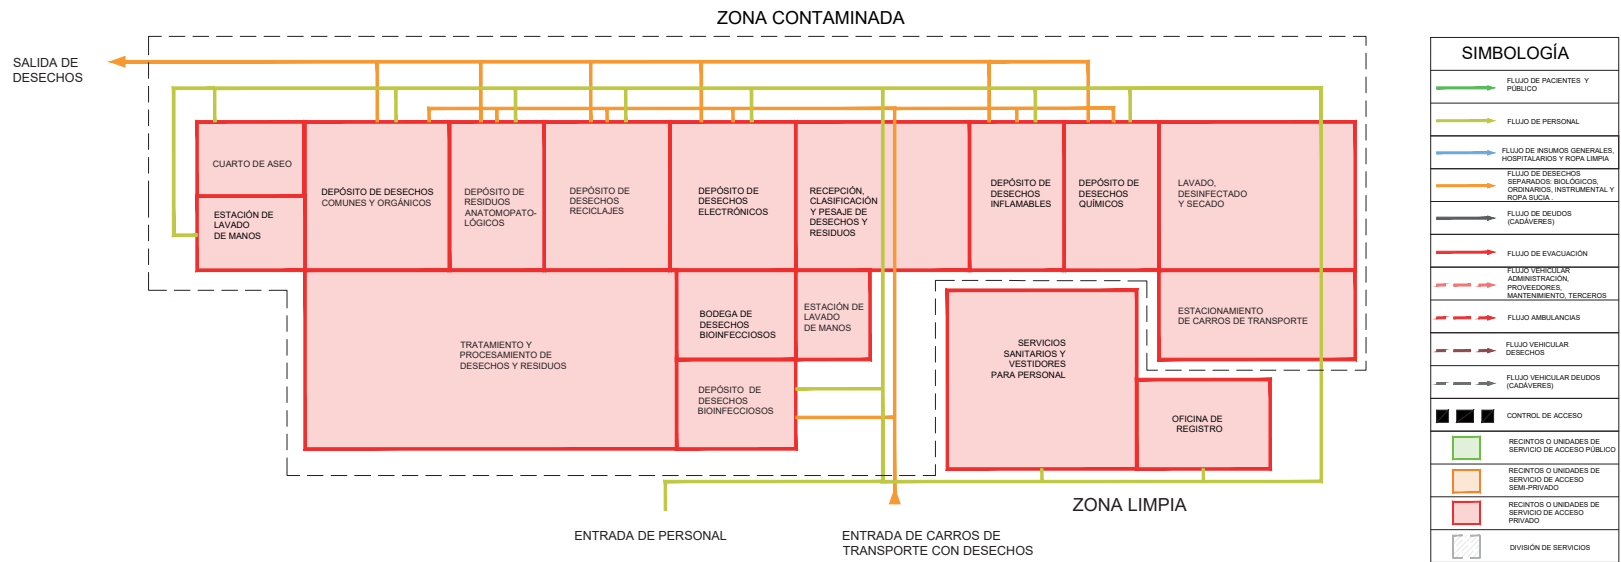 ZONA CONTAMINADA
SALIDA DE
DESECHOS
CUARTO DE ASEO
ESTACIÓN DE
LAVADO
DE MANOS
DEPÓSITO DE DESECHOS
COMUNES Y ORGÁNICOS
DEPÓSITO DE
RESIDUOS
ANATOMOPATO-
LÓGICOS
DEPÓSITO DE
DESECHOS
RECICLAJES
DEPÓSITO DE
DESECHOS
ELECTRÓNICOS
RECEPCIÓN,
CLASIFICACIÓN
Y PESAJE DE
DESECHOS Y
RESIDUOS
DEPÓSITO DE
DESECHOS
INFLAMABLES
DEPÓSITO DE
DESECHOS
QUÍMICOS
LAVADO,
DESINFECTADO
Y SECADO
TRATAMIENTO Y
PROCESAMIENTO DE
DESECHOS Y RESIDUOS
BODEGA DE
DESECHOS
BIOINFECCIOSOS
ESTACIÓN DE
LAVADO
DE MANOS
DEPÓSITO DE
DESECHOS
BIOINFECCIOSOS
SERVICIOS
SANITARIOS Y
VESTIDORES
PARA PERSONAL
ESTACIONAMIENTO
DE CARROS DE TRANSPORTE
OFICINA DE
REGISTRO
ZONA LIMPIA
ENTRADA DE PERSONAL
ENTRADA DE CARROS DE
TRANSPORTE CON DESECHOS
SIMBOLOGÍA
FLUJO DE PACIENTES Y
PÚBLICO
FLUJO DE PERSONAL
FLUJO DE INSUMOS GENERALES,
HOSPITALARIOS Y ROPA LIMPIA
FLUJO DE DESECHOS
SEPARADOS: BIOLÓGICOS,
ORDINARIOS, INSTRUMENTAL Y
ROPA SUCIA .
FLUJO DE DEUDOS
(CADÁVERES)
FLUJO DE EVACUACIÓN
FLUJO VEHICULAR
ADMINISTRACIÓN,
PROVEEDORES,
MANTENIMIENTO, TERCEROS
FLUJO AMBULANCIAS
FLUJO VEHICULAR
DESECHOS
FLUJO VEHICULAR DEUDOS
(CADÁVERES)
CONTROL DE ACCESO
RECINTOS O UNIDADES DE
SERVICIO DE ACCESO PÚBLICO
RECINTOS O UNIDADES DE
SERVICIO DE ACCESO
SEMI-PRIVADO
RECINTOS O UNIDADES DE
SERVICIO DE ACCESO
PRIVADO
DIVISIÓN DE SERVICIOS